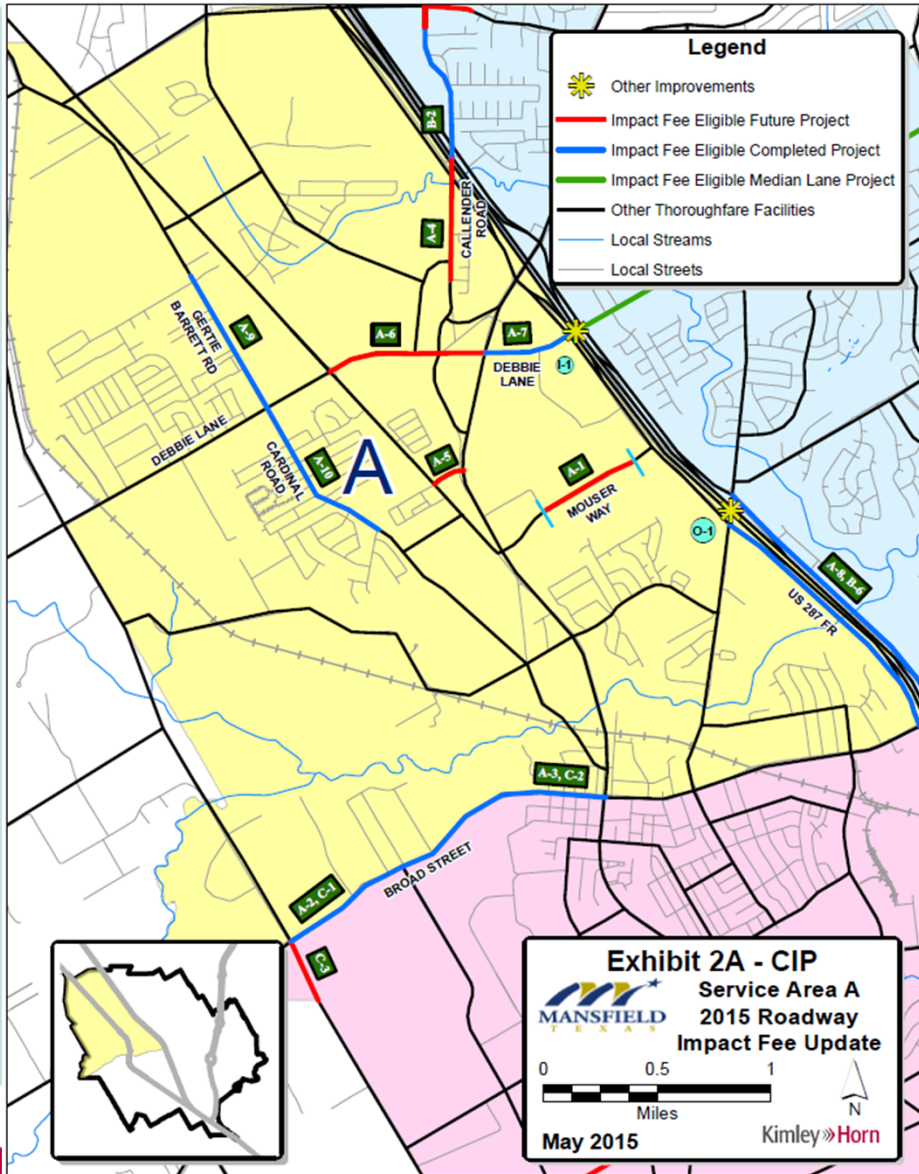 Legend
Other Improvements
Impact Fee Eligible Future Project
Impact Fee Eligible Completed Project
Impact Fee Eligible Median Lane Project
Other Thoroughfare Facilities
Local Streams
Local Streets
B-2
CALLENDER
ROAD
A-4
GERTIE
BARRETT RD
A-9
A-6
A-7
DEBBIE
LANE
I-1
DEBBIE LANE
CARDINAL
ROAD
A-10
A
A-5
A-1
MOUSER
WAY
O-1
A-8, B-6
US 287 FR
A-3, C-2
BROAD STREET
A-2, C-1
C-3
Exhibit 2A - CIP
MANSFIELD
TEXAS
Service Area A
2015 Roadway
Impact Fee Update
0 0.5 1
Miles
N
May 2015
Kimley»Horn